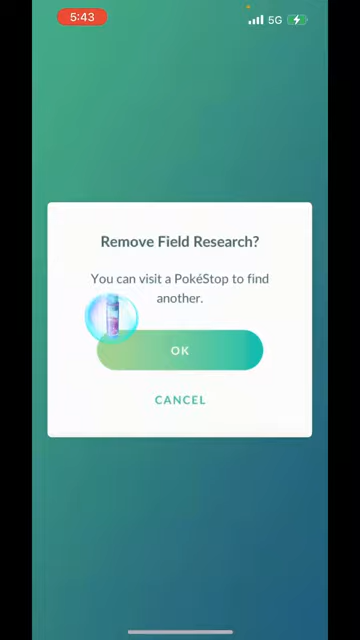 5:43
5G
Remove Field Research?
You can visit a PokéStop to find
another.
OK
CANCEL